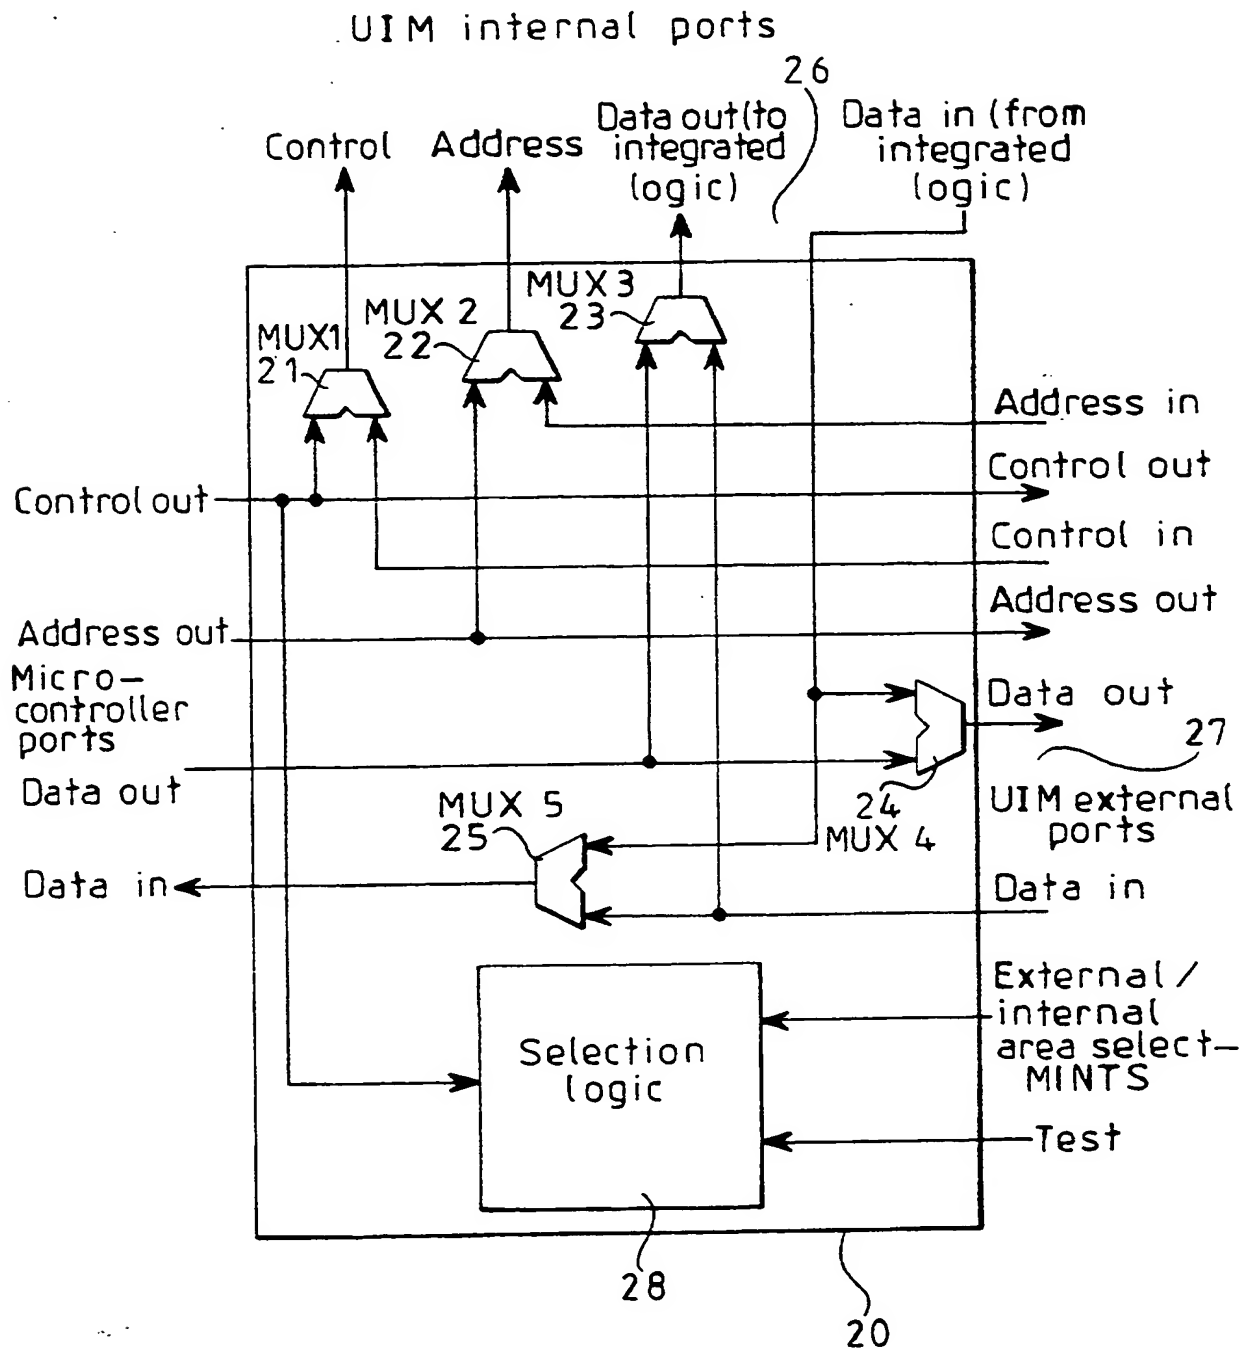 UIM internal ports
26
Control
Address
Data out (to
integrated
logic)
Data in (from
integrated
logic)
MUX 3
23
MUX 2
22
MUX1
21
Address in
Control out
Control out
Control in
Address out
Address out
Micro-
controller
ports
Data out
Data out
27
UIM external
ports
24
MUX 4
MUX 5
25
Data in
Data in
External /
internal
area select-
MINTS
Selection
logic
Test
28
20